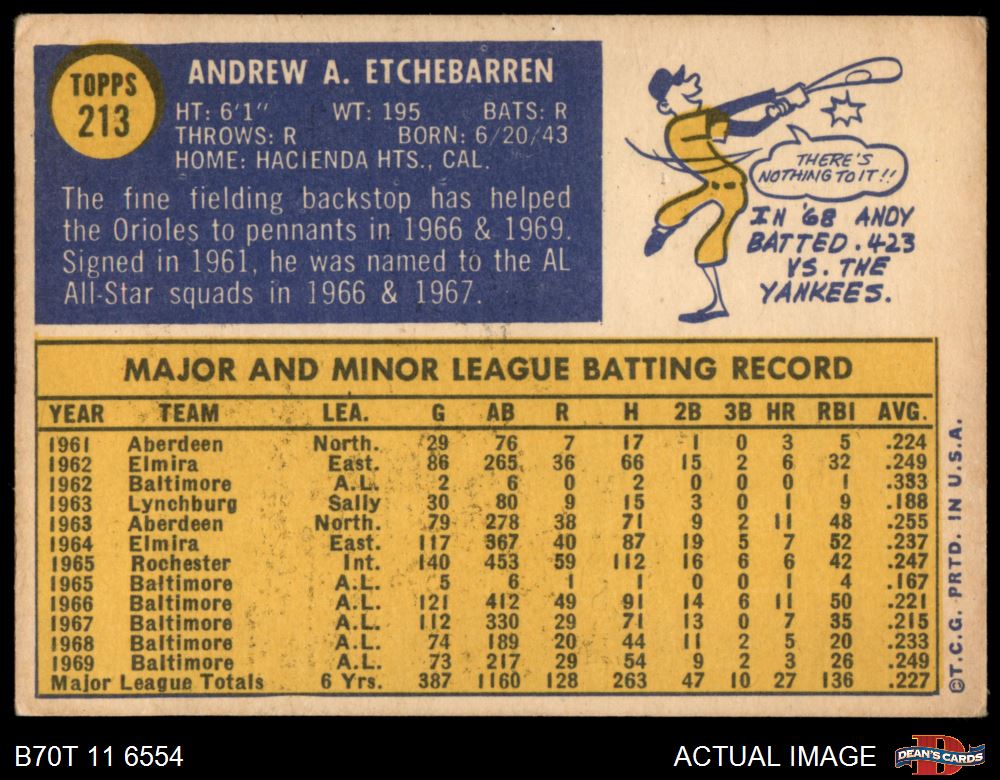 TOPPS
213
ANDREW A. ETCHEBARREN
HT: 6'1" WT: 195 BATS: R
THROWS: R BORN: 6/20/43
HOME: HACIENDA HTS., CAL.
The fine fielding backstop has helped
the Orioles to pennants in 1966 & 1969.
Signed in 1961, he was named to the AL
All-Star squads in 1966 & 1967.
THERE'S
NOTHING TO IT!!
IN '68 ANDY
BATTED .423
VS. THE
YANKEES.
MAJOR AND MINOR LEAGUE BATTING RECORD
YEAR TEAM LEA. G AB R H 2B 3B HR RBI AVG.
1961 Aberdeen North. 29 76 7 17 1 0 3 5 .224
1962 Elmira East. 86 265 36 66 15 2 6 32 .249
1962 Baltimore A.L. 2 6 0 2 0 0 0 1 .333
1963 Lynchburg Sally 30 80 9 15 3 0 1 9 .188
1963 Aberdeen North. 79 278 38 71 9 2 11 48 .255
1964 Elmira East. 117 367 40 87 19 5 7 52 .237
1965 Rochester Int. 140 453 59 112 16 6 6 42 .247
1965 Baltimore A.L. 5 6 1 1 0 0 1 4 .167
1966 Baltimore A.L. 121 412 49 91 14 6 11 50 .221
1967 Baltimore A.L. 112 330 29 71 13 0 7 35 .215
1968 Baltimore A.L. 74 189 20 44 11 2 5 20 .233
1969 Baltimore A.L. 73 217 29 54 9 2 3 26 .249
Major League Totals 6 Yrs. 387 1160 128 263 47 10 27 136 .227
©T.C.G. PRTD. IN U.S.A.
B70T 11 6554
ACTUAL IMAGE
DEAN'S CARDS